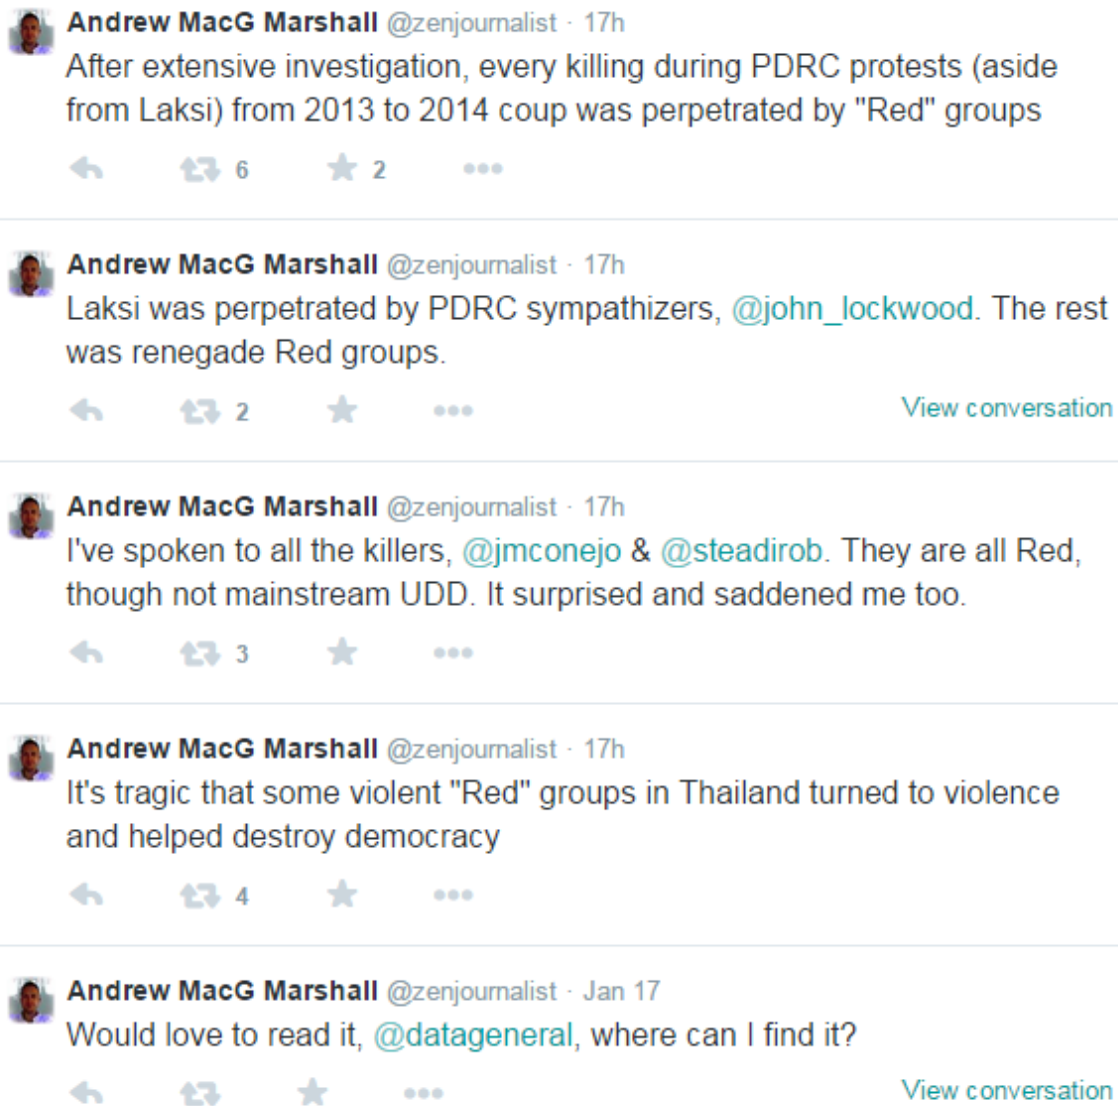 Andrew MacG Marshall @zenjournalist · 17h
After extensive investigation, every killing during PDRC protests (aside
from Laksi) from 2013 to 2014 coup was perpetrated by "Red" groups
6 2
Andrew MacG Marshall @zenjournalist · 17h
Laksi was perpetrated by PDRC sympathizers, @john_lockwood. The rest
was renegade Red groups.
2 View conversation
Andrew MacG Marshall @zenjournalist · 17h
I've spoken to all the killers, @jmconejo & @steadirob. They are all Red,
though not mainstream UDD. It surprised and saddened me too.
3
Andrew MacG Marshall @zenjournalist · 17h
It's tragic that some violent "Red" groups in Thailand turned to violence
and helped destroy democracy
4
Andrew MacG Marshall @zenjournalist · Jan 17
Would love to read it, @datageneral, where can I find it?
View conversation